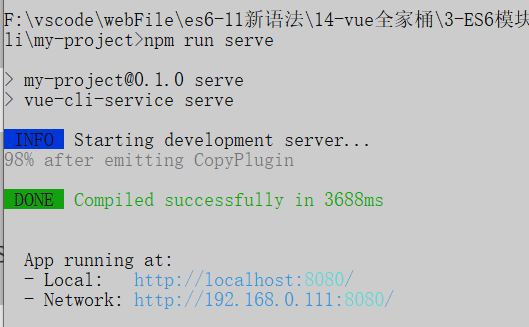 F:\vscode\webFile\es6-11新语法\14-vue全家桶\3-ES6模块
li\my-project>npm run serve
> my-project@0.1.0 serve
> vue-cli-service serve
INFO Starting development server...
98% after emitting CopyPlugin
DONE Compiled successfully in 3688ms
App running at:
- Local: http://localhost:8080/
- Network: http://192.168.0.111:8080/